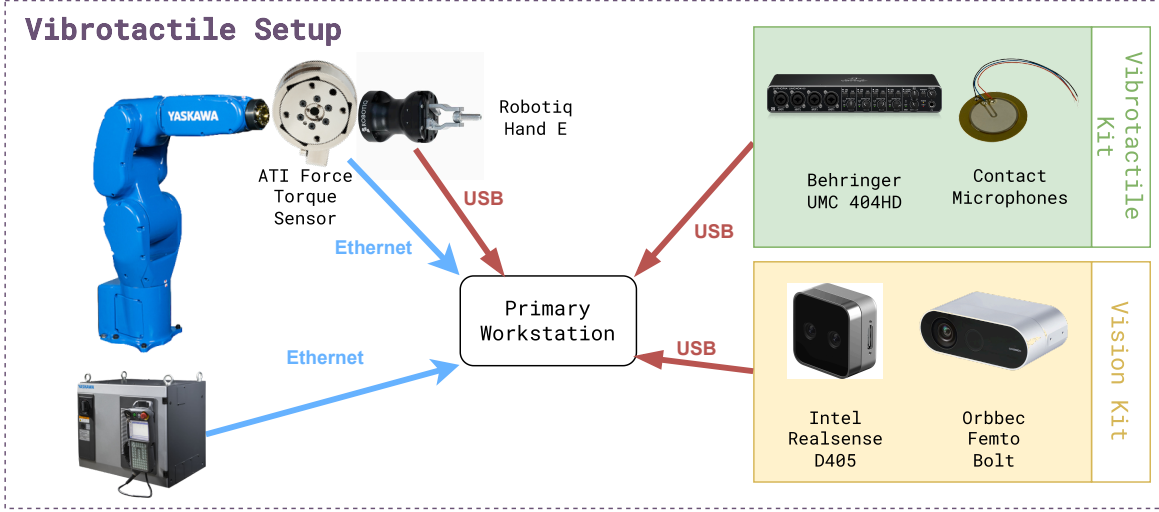 Vibrotactile Setup
YASKAWA
ATI Force
Torque
Sensor
Robotiq
Hand E
USB
Ethernet
Primary
Workstation
Ethernet
USB
USB
Behringer
UMC 404HD
Contact
Microphones
Vibrotactile
Kit
Intel
Realsense
D405
Orbbec
Femto
Bolt
Vision Kit